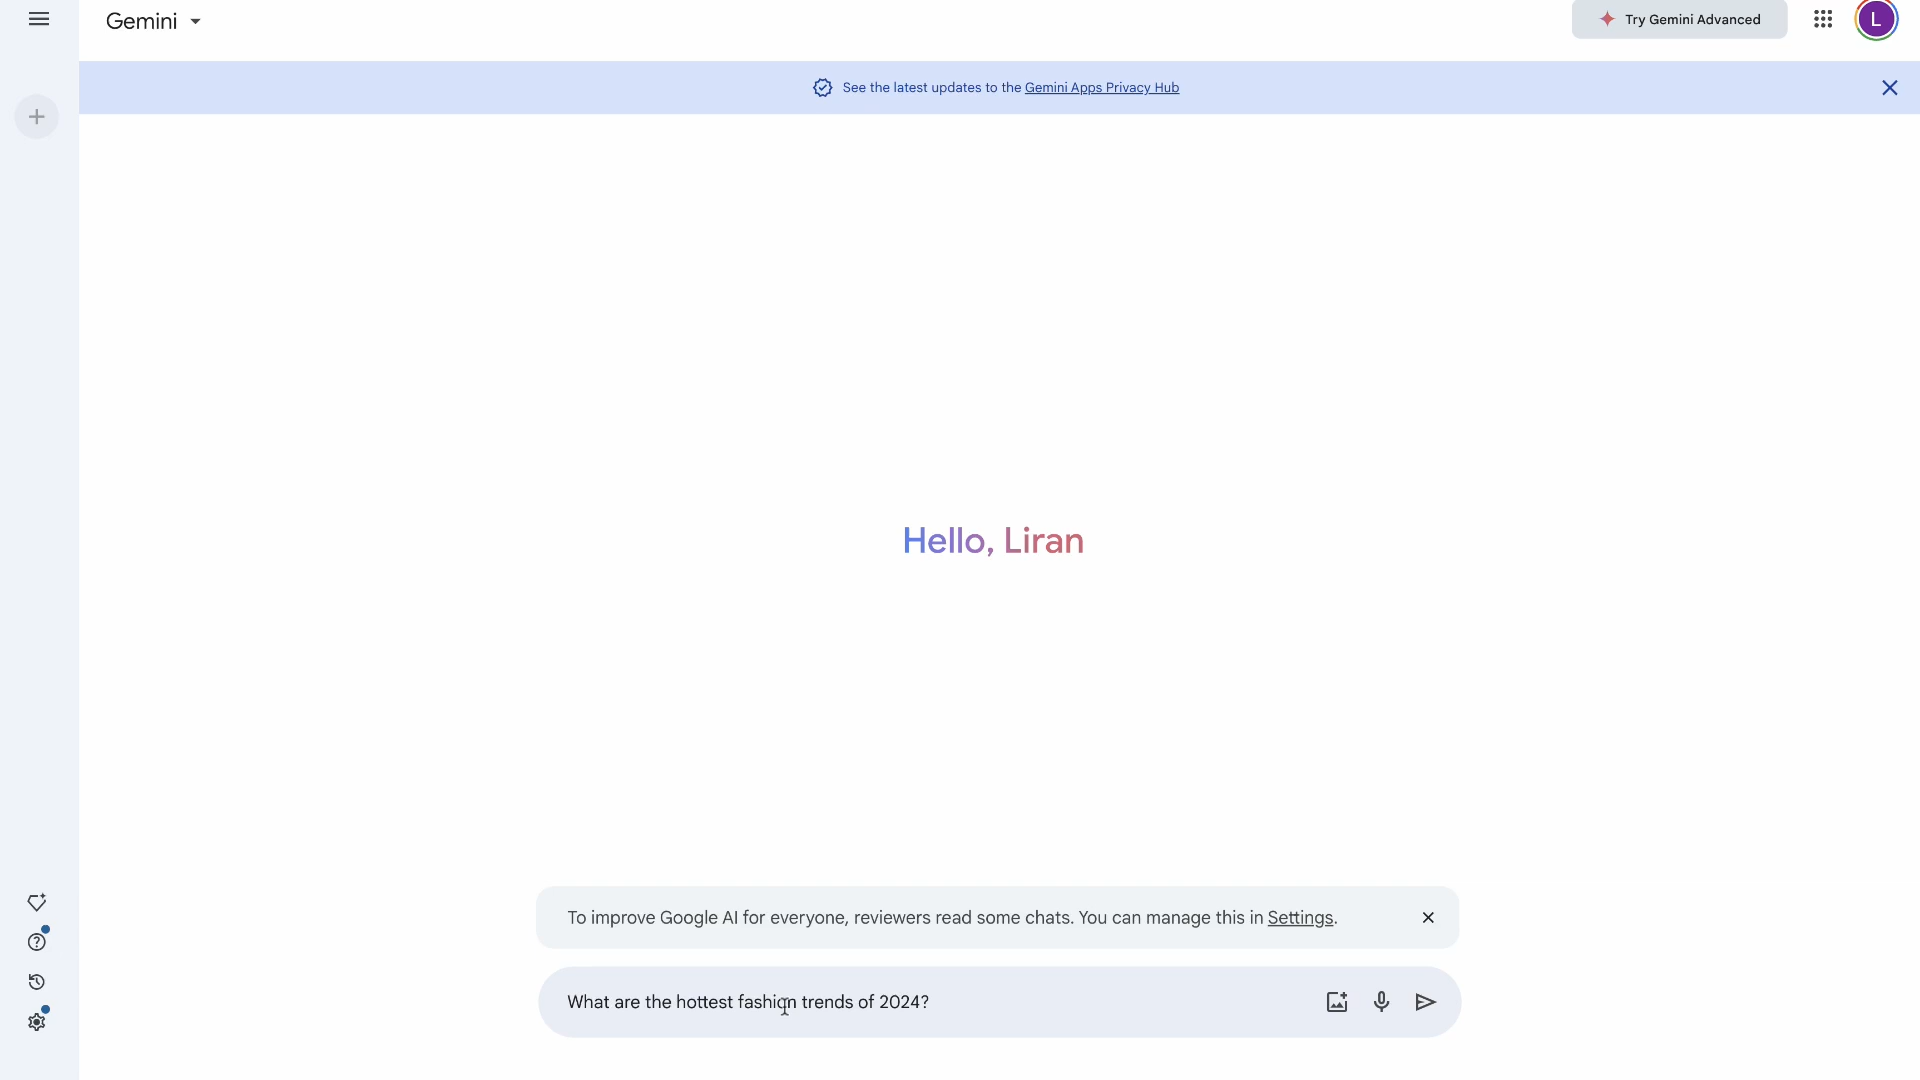 Gemini
Try Gemini Advanced
L
See the latest updates to the Gemini Apps Privacy Hub
Hello, Liran
To improve Google AI for everyone, reviewers read some chats. You can manage this in Settings.
What are the hottest fashion trends of 2024?